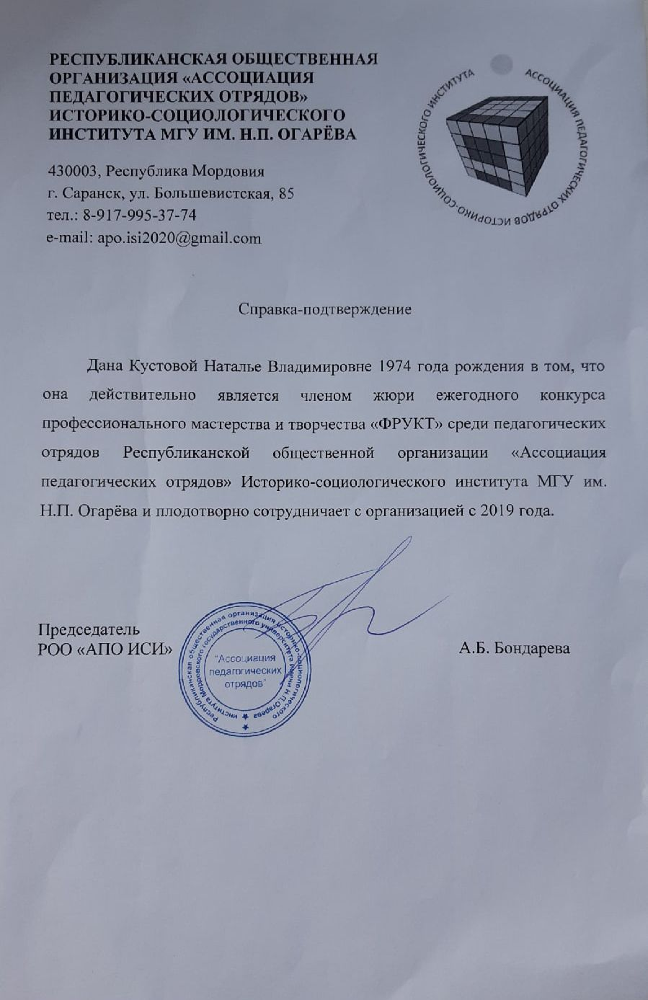 РЕСПУБЛИКАНСКАЯ ОБЩЕСТВЕННАЯ
ОРГАНИЗАЦИЯ «АССОЦИАЦИЯ
ПЕДАГОГИЧЕСКИХ ОТРЯДОВ»
ИСТОРИКО-СОЦИОЛОГИЧЕСКОГО
ИНСТИТУТА МГУ ИМ. Н.П. ОГАРЁВА
АССОЦИАЦИЯ ПЕДАГОГИЧЕСКИХ ОТРЯДОВ ИСТОРИКО-СОЦИОЛОГИЧЕСКОГО ИНСТИТУТА
430003, Республика Мордовия
г. Саранск, ул. Большевистская, 85
тел.: 8-917-995-37-74
e-mail: apo.isi2020@gmail.com
Справка-подтверждение
Дана Кустовой Наталье Владимировне 1974 года рождения в том, что
она действительно является членом жюри ежегодного конкурса
профессионального мастерства и творчества «ФРУКТ» среди педагогических
отрядов Республиканской общественной организации «Ассоциация
педагогических отрядов» Историко-социологического института МГУ им.
Н.П. Огарёва и плодотворно сотрудничает с организацией с 2019 года.
Председатель
РОО «АПО ИСИ»
А.Б. Бондарева
Республиканская общественная организация историко-социологического
института Мордовского государственного университета имени Н.П.Огарева
"Ассоциация
педагогических
отрядов"